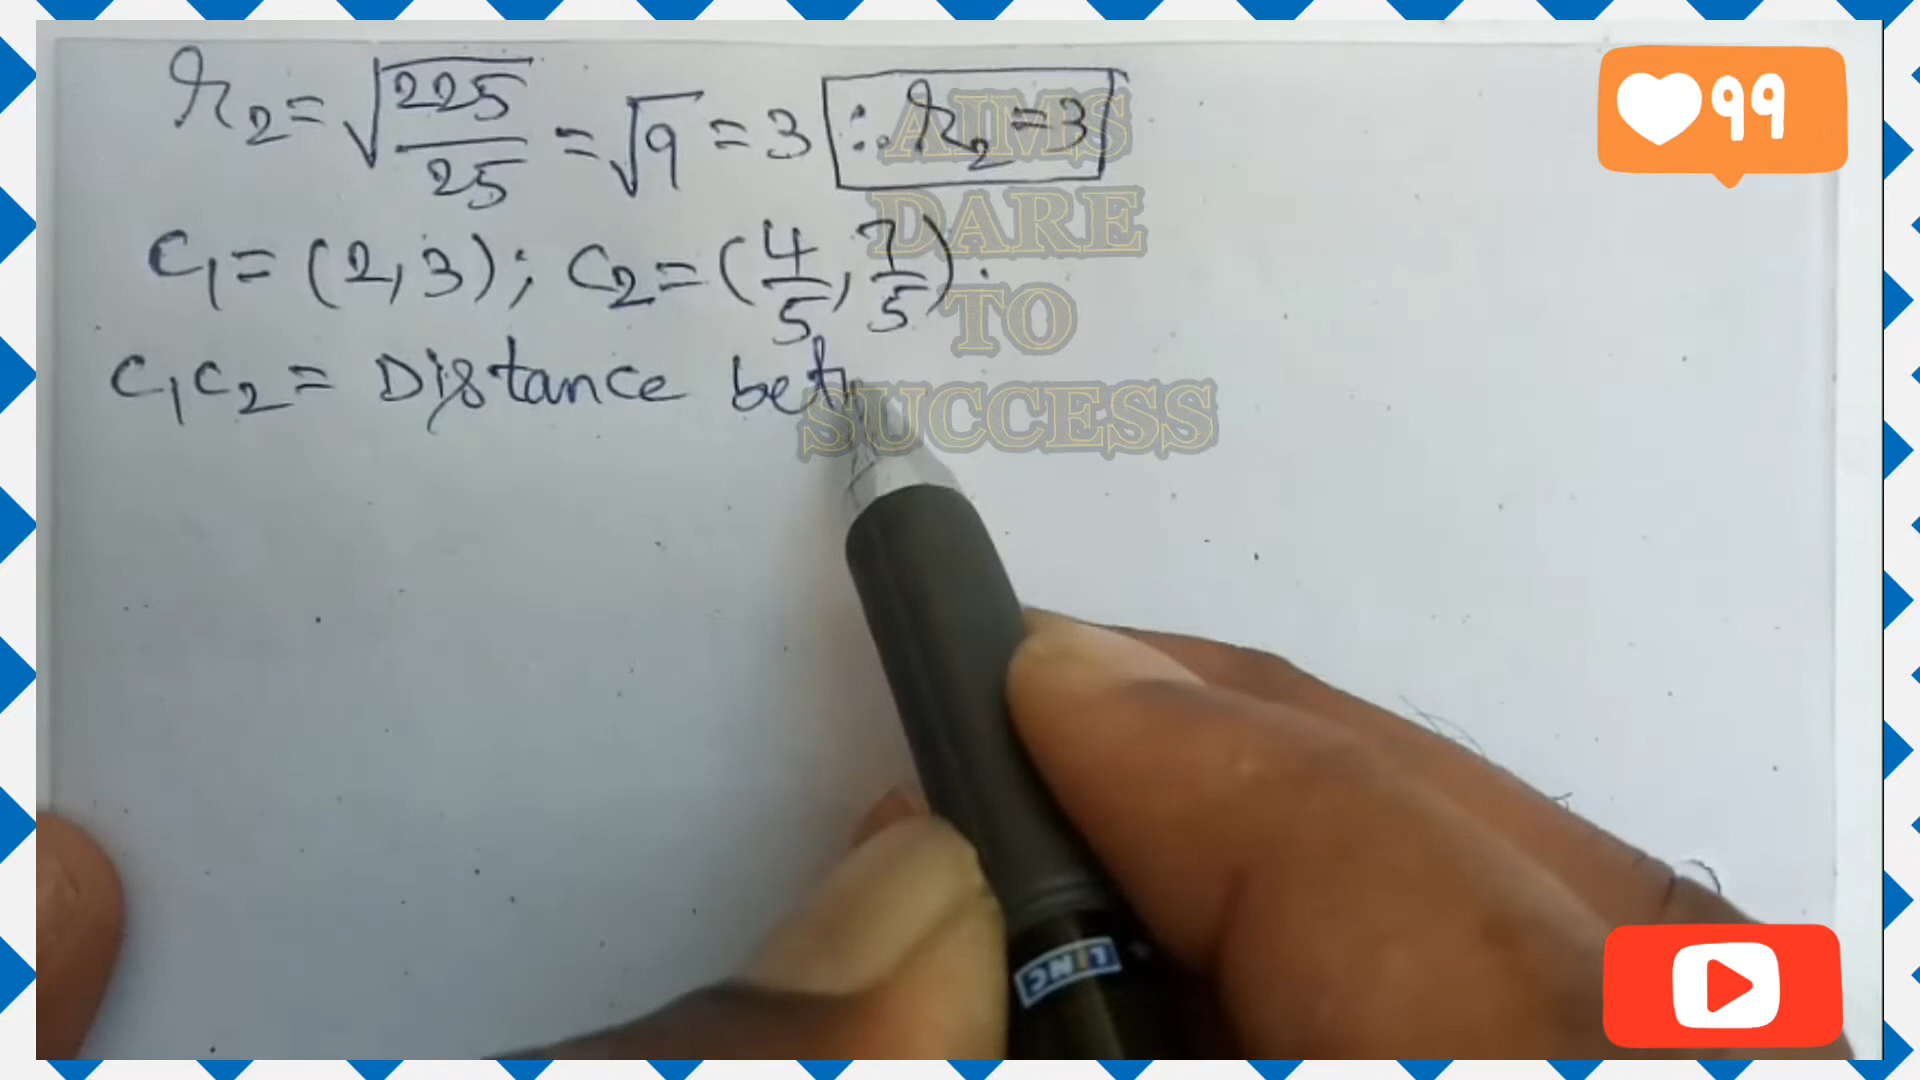 r₂ = √225/25 = √9 = 3 ∴ r₂ = 3
C₁ = (2, 3); C₂ = (4/5, 7/5).
C₁C₂ = Distance bet
AIMS
DARE
TO
SUCCESS
99
LINC